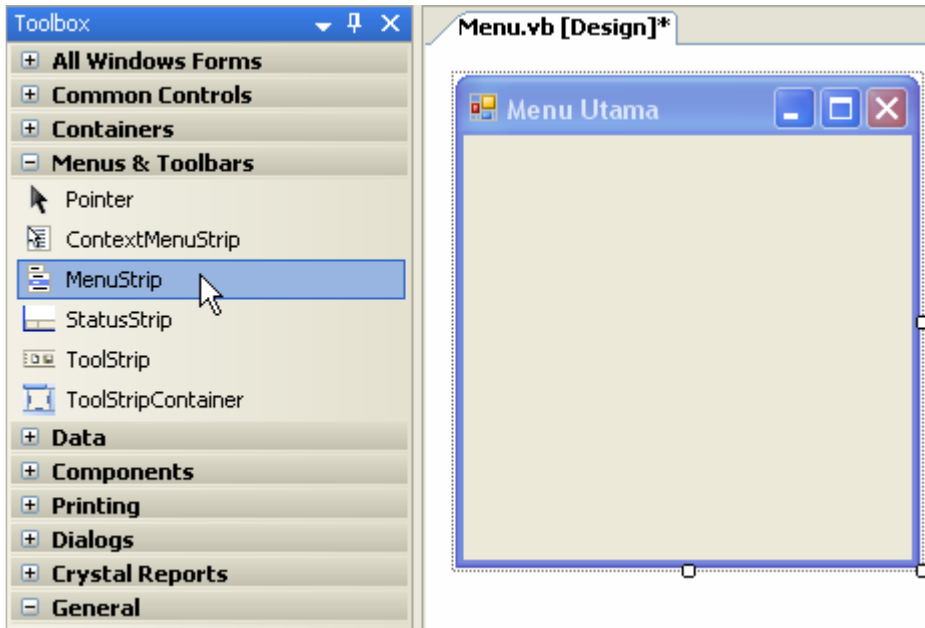 Toolbox
All Windows Forms
Common Controls
Containers
Menus & Toolbars
Pointer
ContextMenuStrip
MenuStrip
StatusStrip
ToolStrip
ToolStripContainer
Data
Components
Printing
Dialogs
Crystal Reports
General
Menu.vb [Design]*
Menu Utama